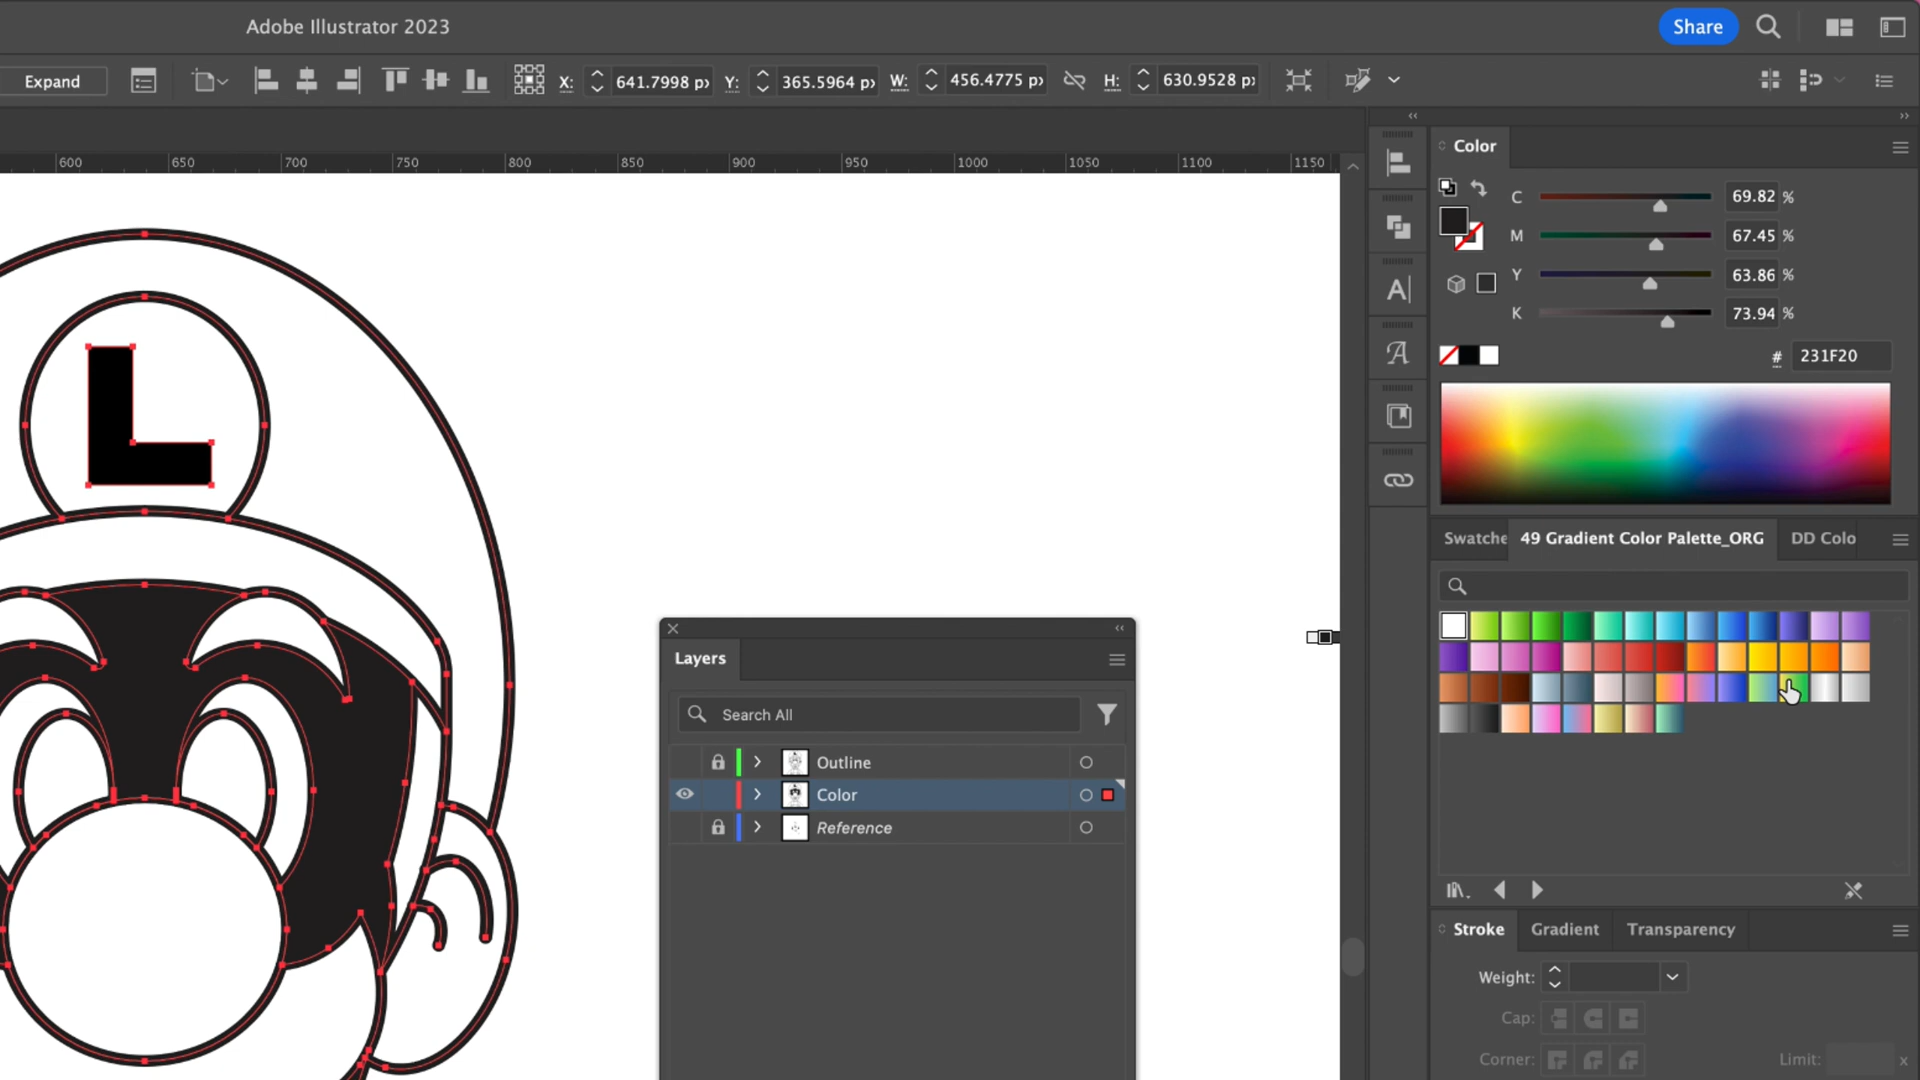 Adobe Illustrator 2023
Share
Expand
X: 641.7998 p
Y: 365.5964 p
W: 456.4775 p
H: 630.9528 p
600 650 700 750 800 850 900 950 1000 1050 1100 1150
L
Color
C 69.82 %
M 67.45 %
Y 63.86 %
K 73.94 %
# 231F20
Swatche 49 Gradient Color Palette_ORG DD Colo
Layers
Search All
Outline
Color
Reference
Stroke Gradient Transparency
Weight:
Cap:
Corner:
Limit: x